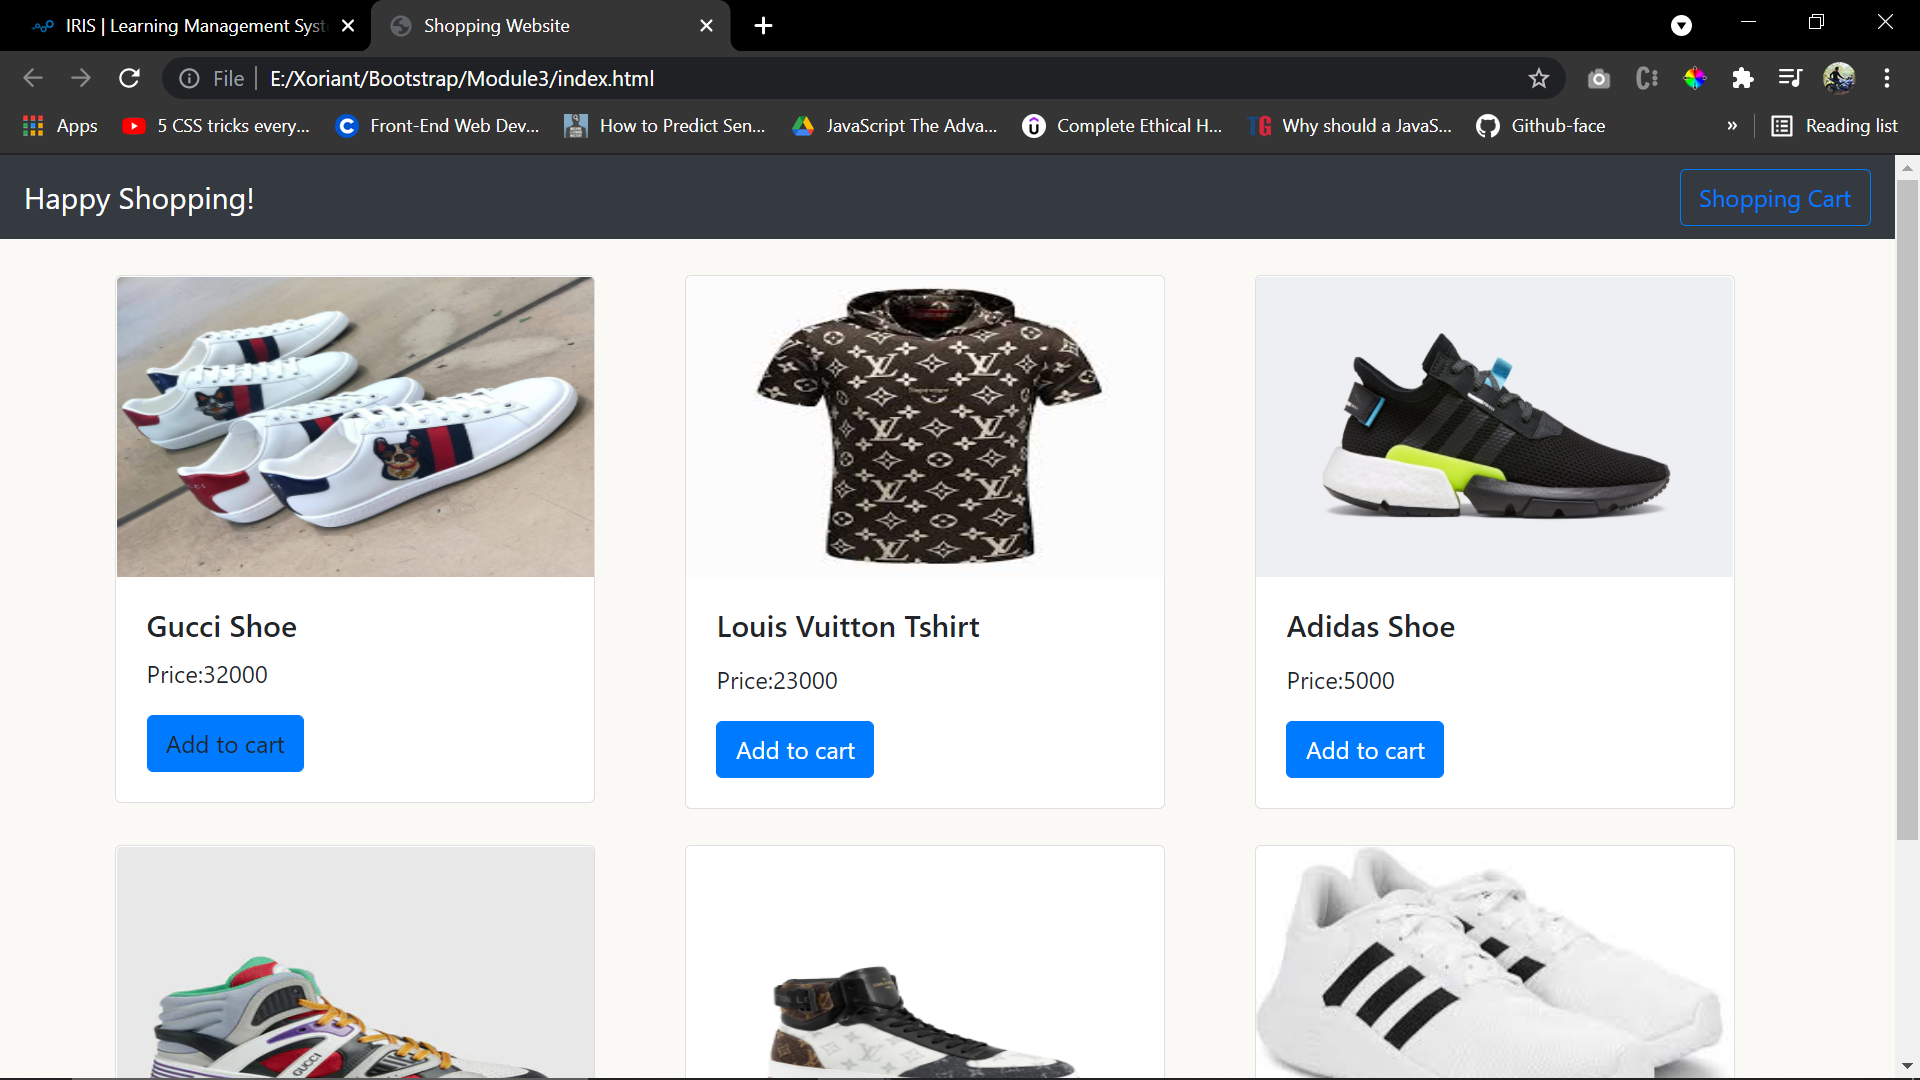 IRIS | Learning Management Syst
Shopping Website
File
E:/Xoriant/Bootstrap/Module3/index.html
Apps
5 CSS tricks every...
Front-End Web Dev...
How to Predict Sen...
JavaScript The Adva...
Complete Ethical H...
TG
Why should a JavaS...
Github-face
»
Reading list
Happy Shopping!
Shopping Cart
Gucci Shoe
Price:32000
Add to cart
Louis Vuitton Tshirt
Price:23000
Add to cart
Adidas Shoe
Price:5000
Add to cart
GUCCI